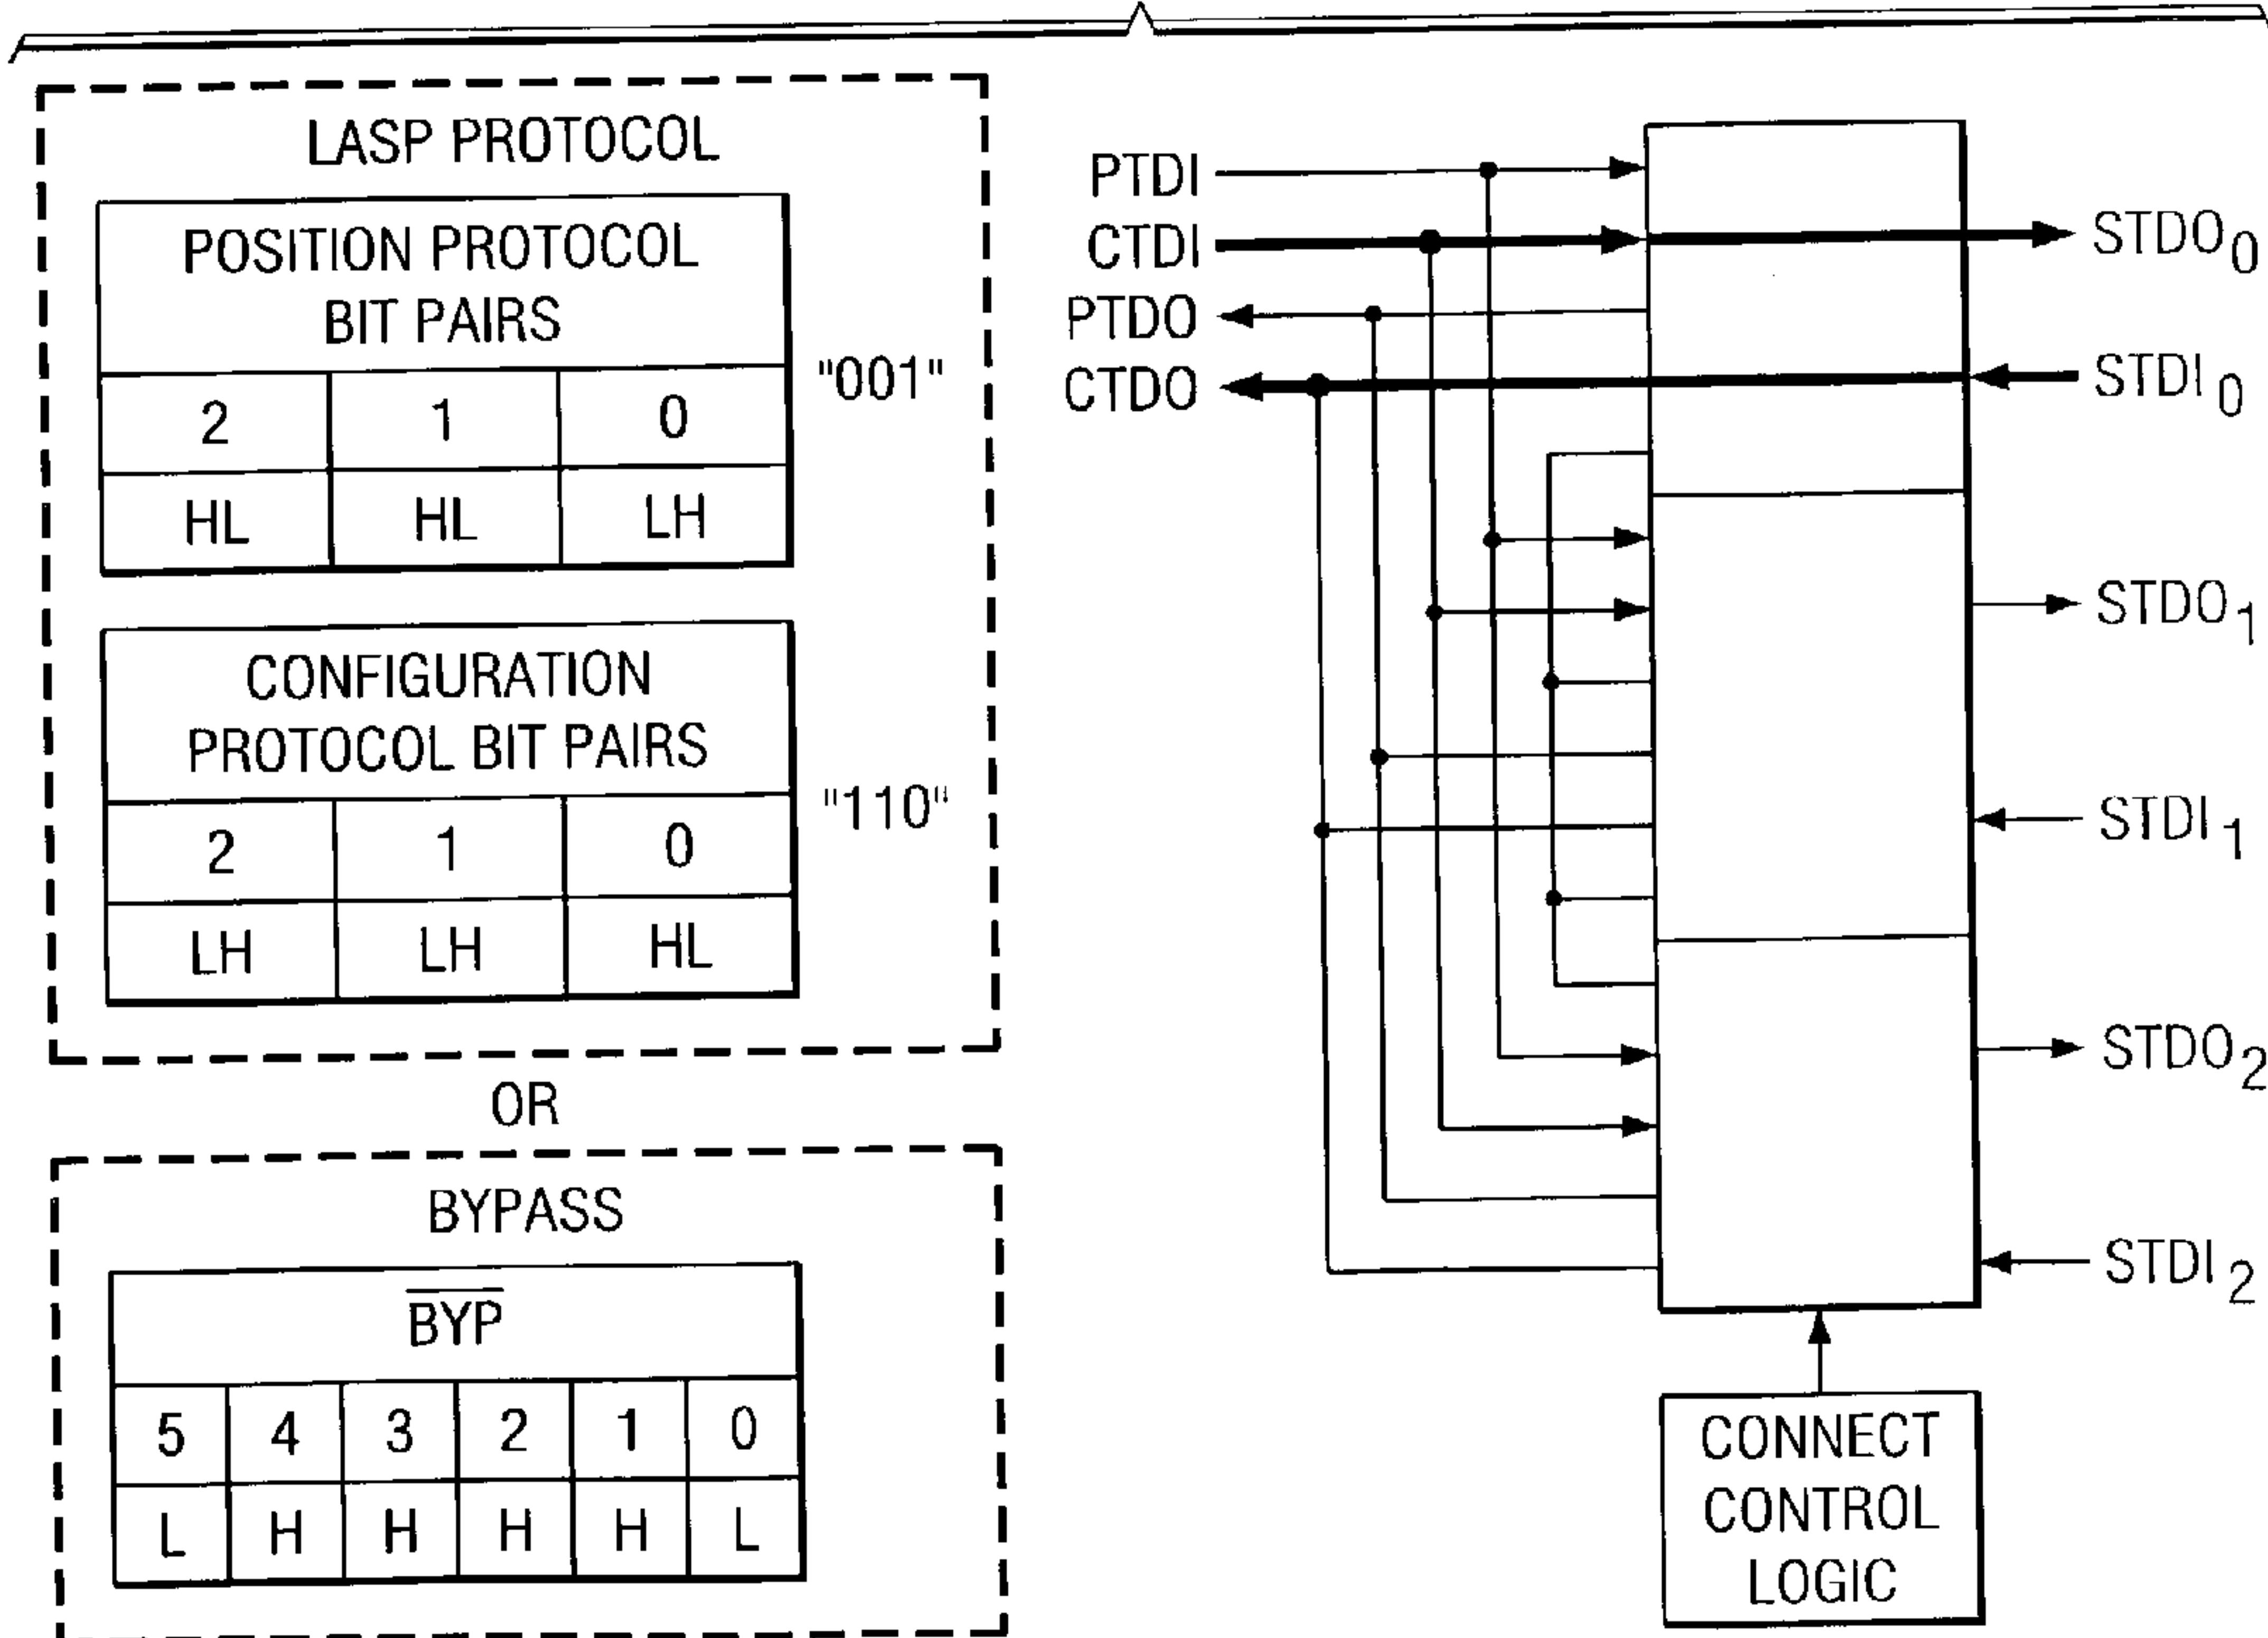 LASP PROTOCOL
POSITION PROTOCOL
BIT PAIRS
2 1 0
HL HL LH
"001"
CONFIGURATION
PROTOCOL BIT PAIRS
2 1 0
LH LH HL
"110"
OR
BYPASS
BYP
5 4 3 2 1 0
L H H H H L
PTDI
CTDI
PTDO
CTDO
STDO0
STDI0
STDO1
STDI1
STDO2
STDI2
CONNECT
CONTROL
LOGIC